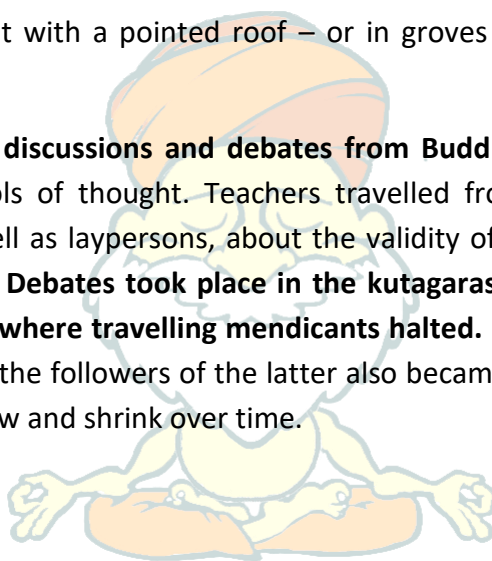 t with a pointed roof – or in groves
discussions and debates from Budd
ols of thought. Teachers travelled fro
ell as laypersons, about the validity of
Debates took place in the kutagaras
where travelling mendicants halted.
the followers of the latter also becam
w and shrink over time.